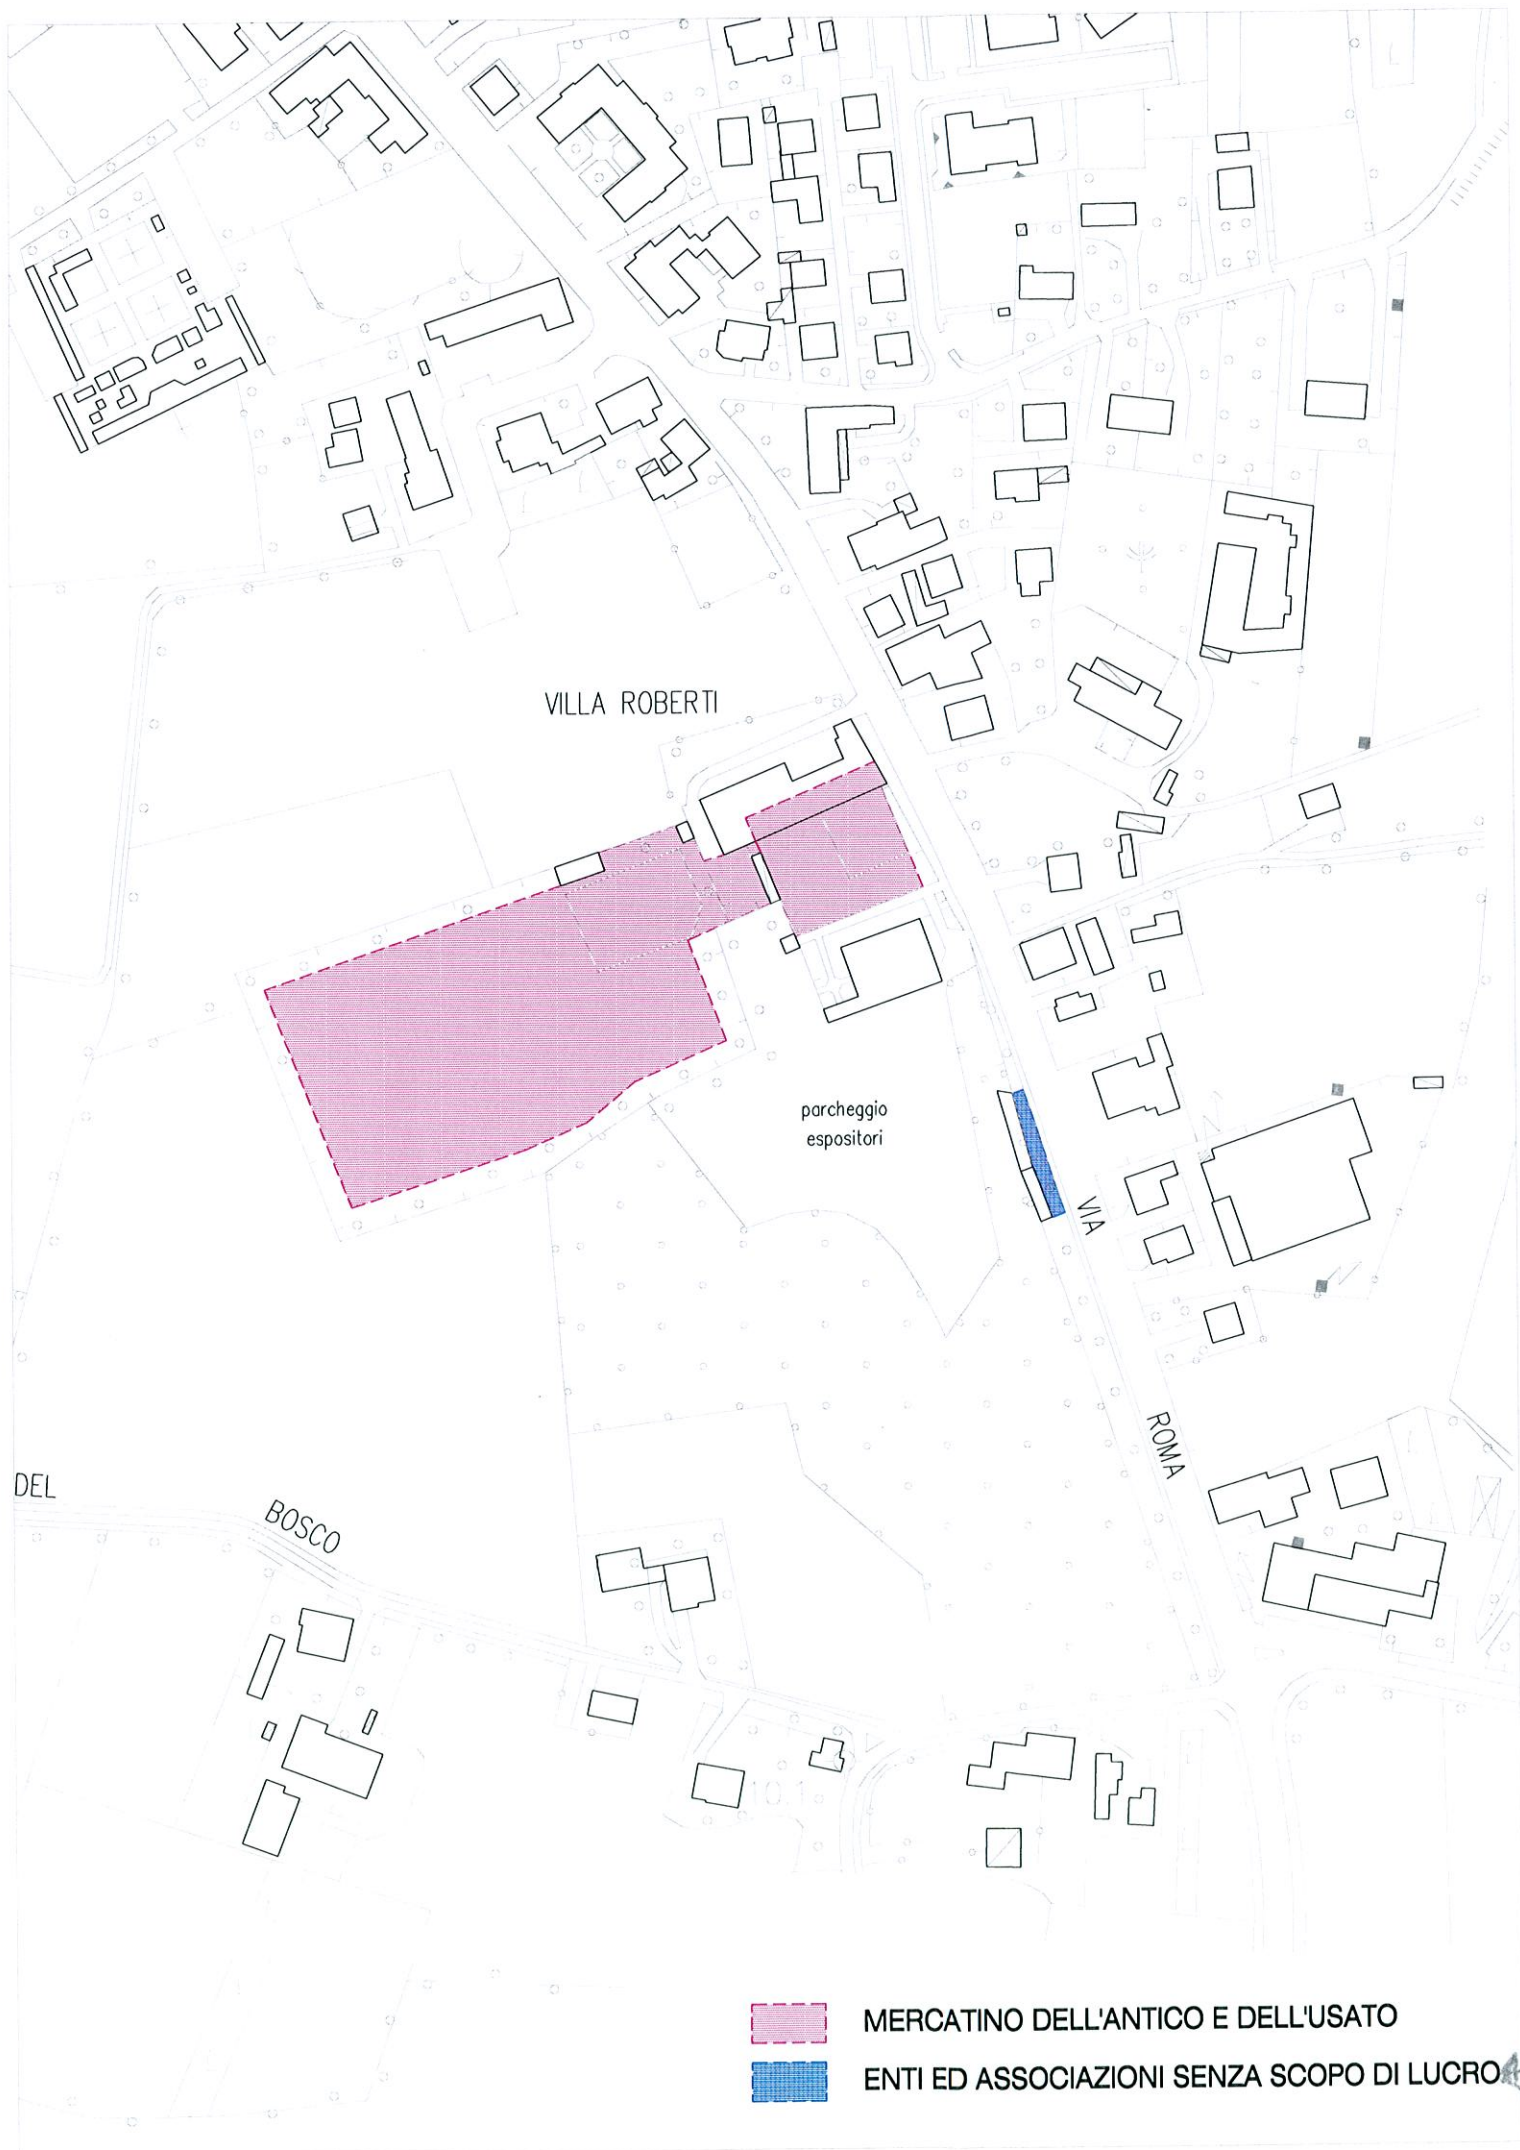 VILLA ROBERTI
parcheggio
espositori
VIA
ROMA
DEL
BOSCO
MERCATINO DELL'ANTICO E DELL'USATO
ENTI ED ASSOCIAZIONI SENZA SCOPO DI LUCRO